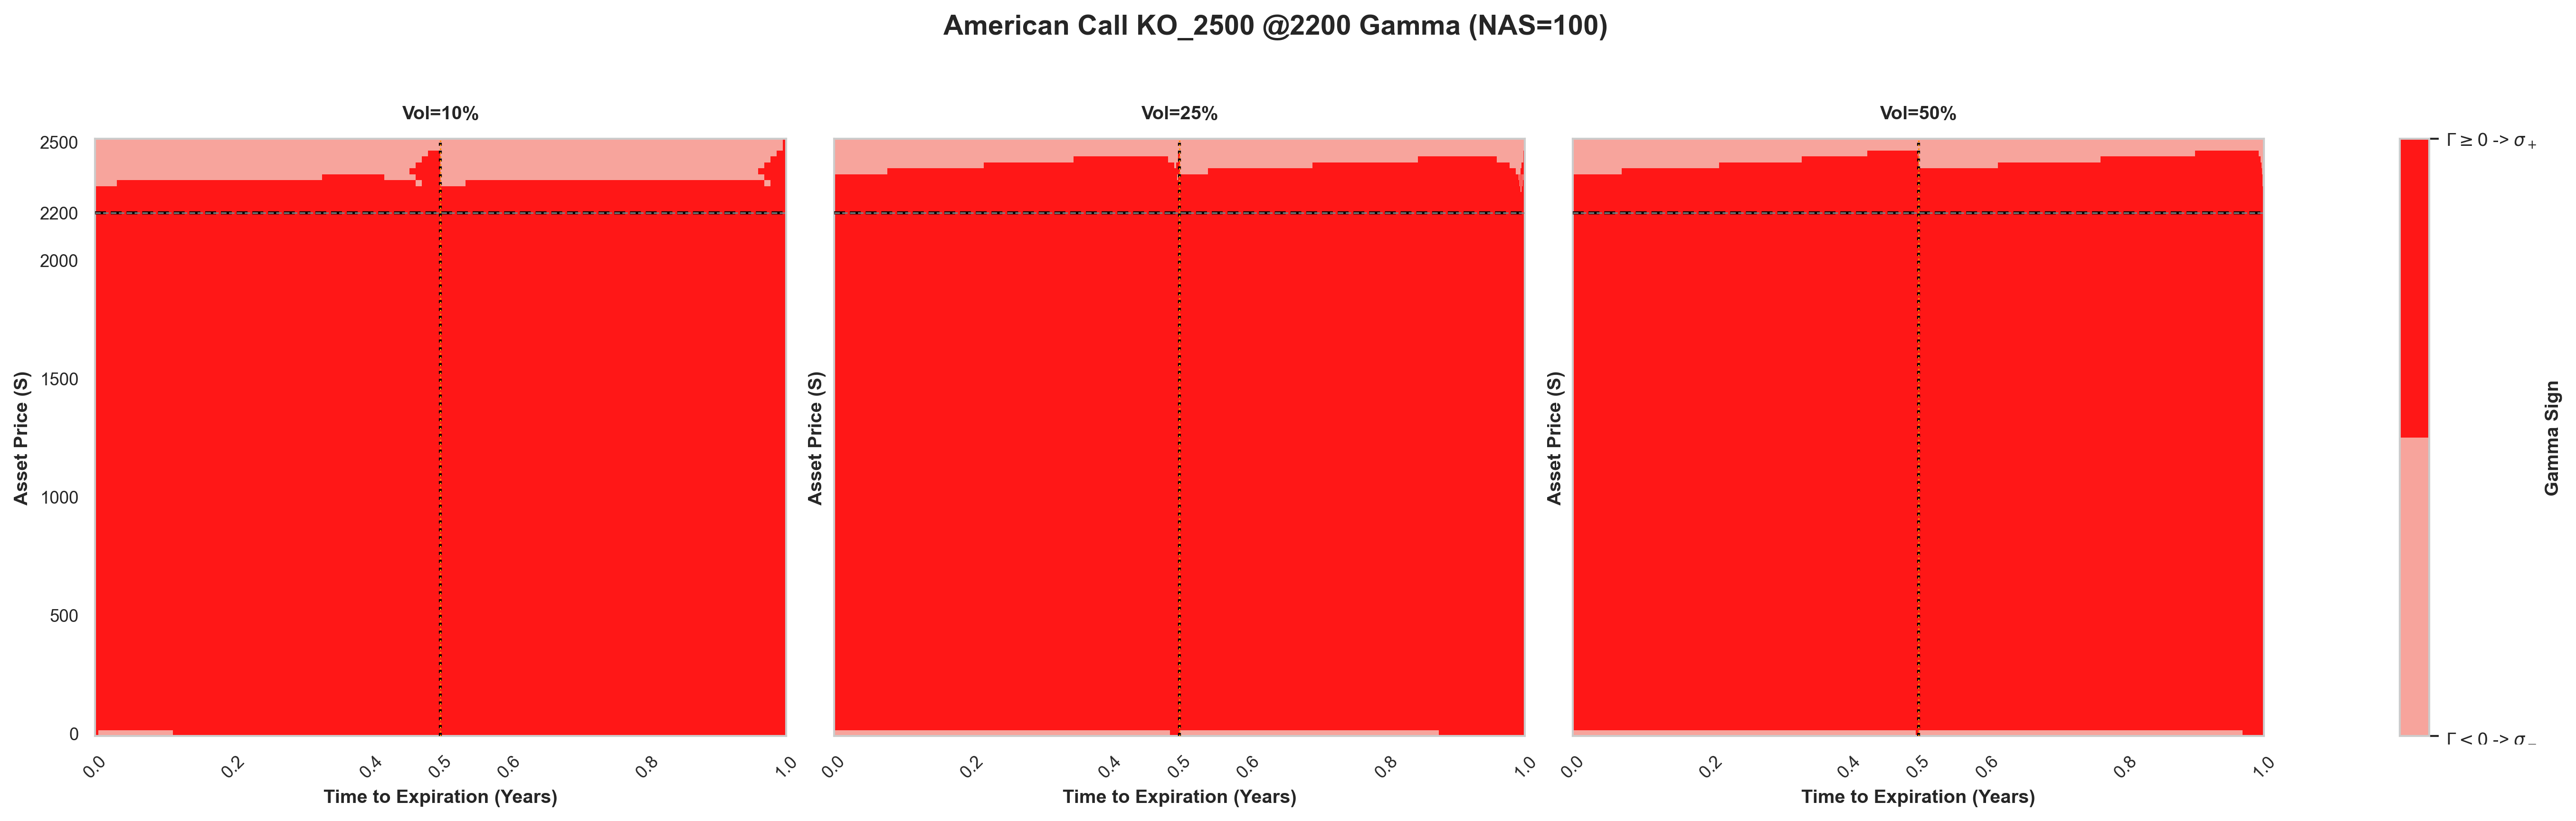 American Call KO_2500 @2200 Gamma (NAS=100)
Vol=10%
Vol=25%
Vol=50%
2500
2200
2000
1500
1000
500
0
Asset Price (S)
Asset Price (S)
Asset Price (S)
0.0 0.2 0.4 0.5 0.6 0.8 1.0
0.0 0.2 0.4 0.5 0.6 0.8 1.0
0.0 0.2 0.4 0.5 0.6 0.8 1.0
Time to Expiration (Years)
Time to Expiration (Years)
Time to Expiration (Years)
Γ ≥ 0 -> σ₊
Γ < 0 -> σ₋
Gamma Sign